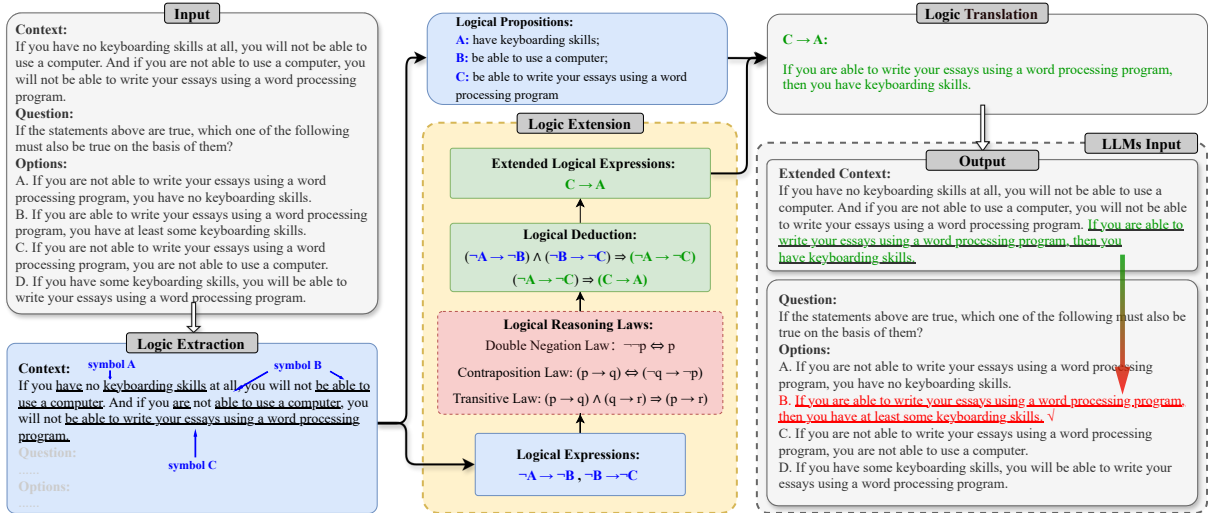 Input
Context:
If you have no keyboarding skills at all, you will not be able to
use a computer. And if you are not able to use a computer, you
will not be able to write your essays using a word processing
program.
Question:
If the statements above are true, which one of the following
must also be true on the basis of them?
Options:
A. If you are not able to write your essays using a word
processing program, you have no keyboarding skills.
B. If you are able to write your essays using a word processing
program, you have at least some keyboarding skills.
C. If you are not able to write your essays using a word
processing program, you are not able to use a computer.
D. If you have some keyboarding skills, you will be able to
write your essays using a word processing program.
Logic Extraction
Context:
symbol A
symbol B
If you have no keyboarding skills at all, you will not be able to
use a computer. And if you are not able to use a computer, you
will not be able to write your essays using a word processing
program.
symbol C
Question:
......
Options:
......
Logical Propositions:
A: have keyboarding skills;
B: be able to use a computer;
C: be able to write your essays using a word
processing program
Logic Extension
Extended Logical Expressions:
C → A
Logical Deduction:
(¬A → ¬B) ∧ (¬B → ¬C) ⇒ (¬A → ¬C)
(¬A → ¬C) ⇒ (C → A)
Logical Reasoning Laws:
Double Negation Law: ¬¬p ⇔ p
Contraposition Law: (p → q) ⇔ (¬q → ¬p)
Transitive Law: (p → q) ∧ (q → r) ⇒ (p → r)
Logical Expressions:
¬A → ¬B , ¬B → ¬C
Logic Translation
C → A:
If you are able to write your essays using a word processing program,
then you have keyboarding skills.
LLMs Input
Output
Extended Context:
If you have no keyboarding skills at all, you will not be able to use a
computer. And if you are not able to use a computer, you will not be able
to write your essays using a word processing program. If you are able to
write your essays using a word processing program, then you
have keyboarding skills.
Question:
If the statements above are true, which one of the following must also be
true on the basis of them?
Options:
A. If you are not able to write your essays using a word processing
program, you have no keyboarding skills.
B. If you are able to write your essays using a word processing program,
then you have at least some keyboarding skills. √
C. If you are not able to write your essays using a word processing
program, you are not able to use a computer.
D. If you have some keyboarding skills, you will be able to write your
essays using a word processing program.